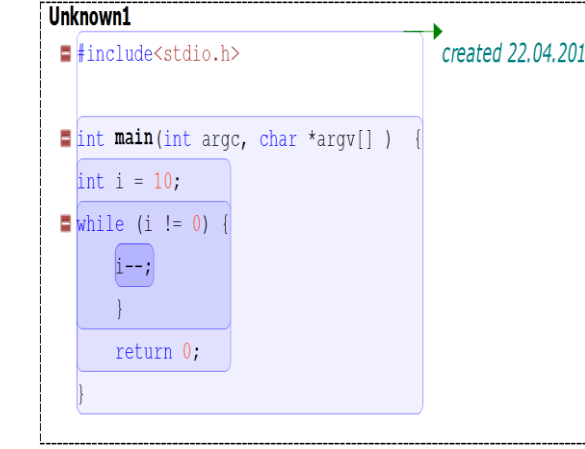 Unknown1
#include<stdio.h>
created 22.04.201
int main(int argc, char *argv[] )  {
int i = 10;
while (i != 0) {
i--;
}
return 0;
}